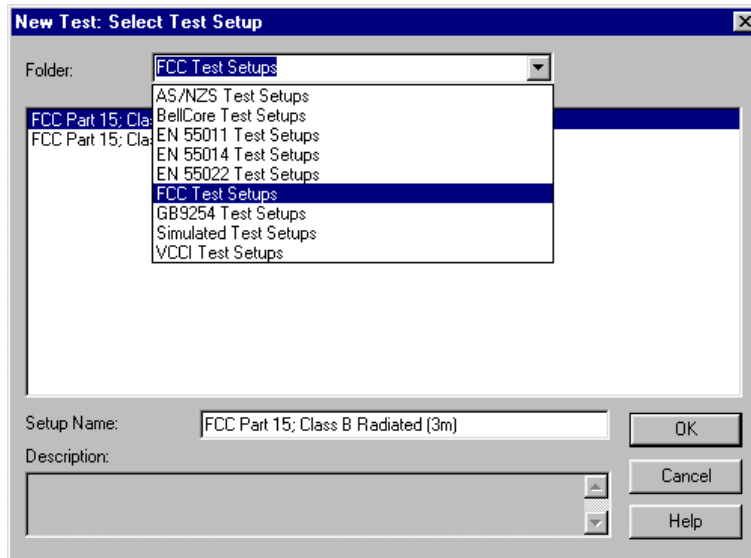 New Test: Select Test Setup
Folder:
FCC Test Setups
AS/NZS Test Setups
BellCore Test Setups
EN 55011 Test Setups
EN 55014 Test Setups
EN 55022 Test Setups
FCC Test Setups
GB9254 Test Setups
Simulated Test Setups
VCCI Test Setups
FCC Part 15; Cla
FCC Part 15; Cla
Setup Name:
FCC Part 15; Class B Radiated (3m)
OK
Description:
Cancel
Help